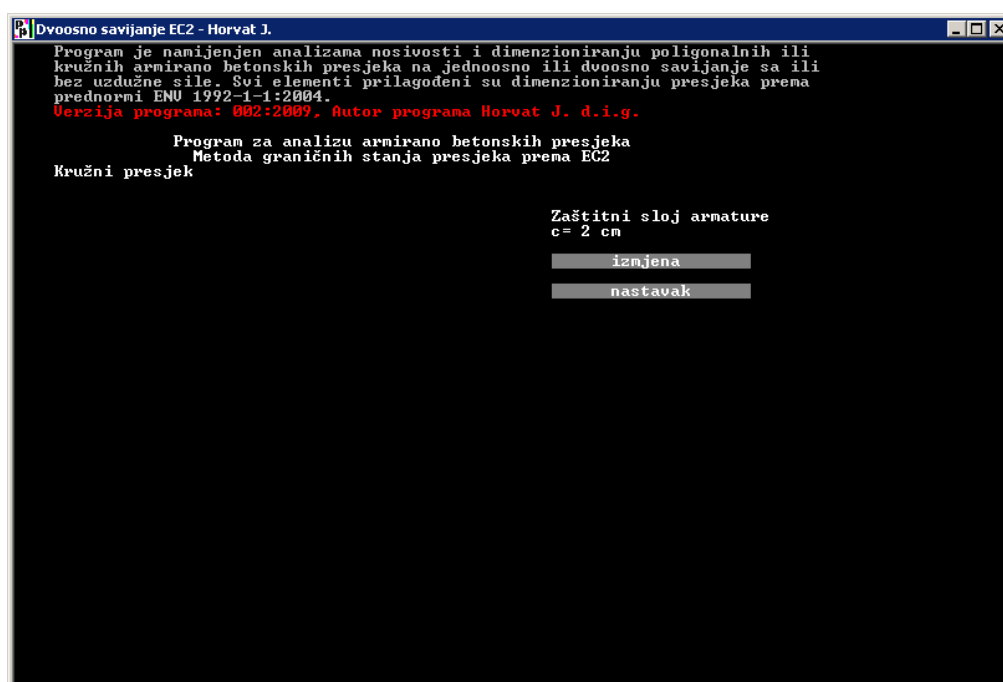 Dvoosno savijanje EC2 - Horvat J.
Program je namijenjen analizama nosivosti i dimenzioniranju poligonalnih ili
kružnih armirano betonskih presjeka na jednoosno ili dvoosno savijanje sa ili
bez uzdužne sile. Svi elementi prilagođeni su dimenzioniranju presjeka prema
prednormi ENV 1992-1-1:2004.
Verzija programa: 002:2009, Autor programa Horvat J. d.i.g.
Program za analizu armirano betonskih presjeka
Metoda graničnih stanja presjeka prema EC2
Kružni presjek
Zaštitni sloj armature
c= 2 cm
izmjena
nastavak